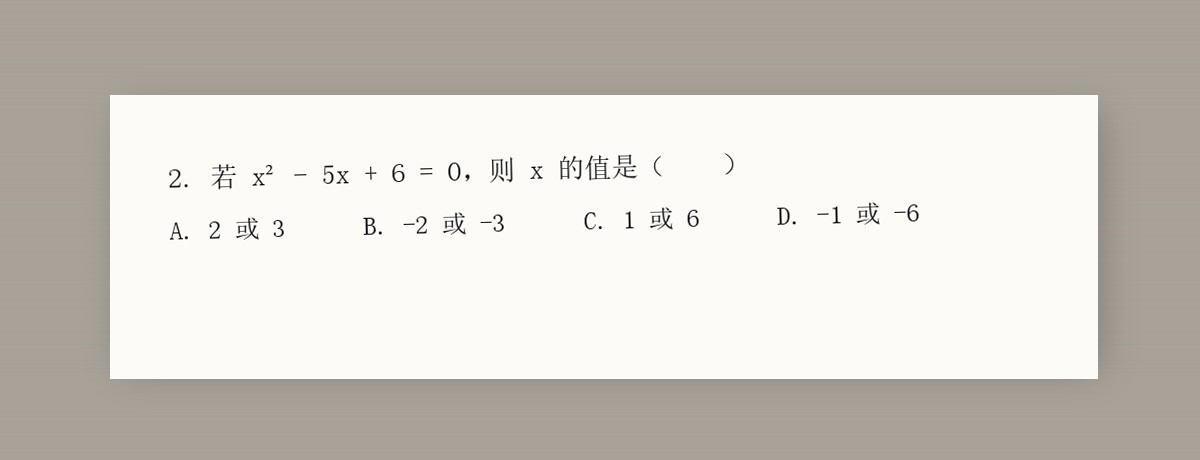 2. 若 x² − 5x + 6 = 0，则 x 的值是（　　）
A. 2 或 3　　B. −2 或 −3　　C. 1 或 6　　D. −1 或 −6